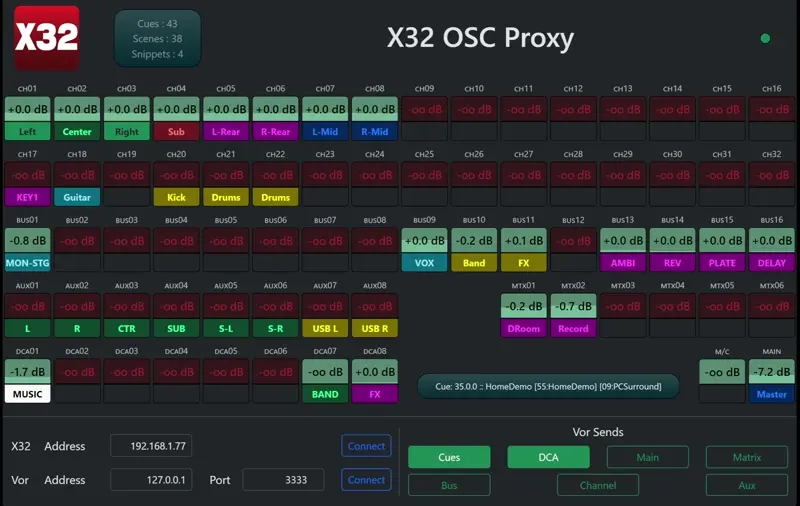 X32
Cues : 43
Scenes : 38
Snippets : 4
X32 OSC Proxy
CH01 CH02 CH03 CH04 CH05 CH06 CH07 CH08 CH09 CH10 CH11 CH12 CH13 CH14 CH15 CH16
+0.0 dB +0.0 dB +0.0 dB +0.0 dB +0.0 dB +0.0 dB +0.0 dB +0.0 dB -oo dB -oo dB -oo dB -oo dB -oo dB -oo dB -oo dB -oo dB
Left Center Right Sub L-Rear R-Rear L-Mid R-Mid
CH17 CH18 CH19 CH20 CH21 CH22 CH23 CH24 CH25 CH26 CH27 CH28 CH29 CH30 CH31 CH32
-oo dB -oo dB -oo dB -oo dB -oo dB -oo dB -oo dB -oo dB -oo dB -oo dB -oo dB -oo dB -oo dB -oo dB -oo dB -oo dB
KEY1 Guitar Kick Drums Drums
BUS01 BUS02 BUS03 BUS04 BUS05 BUS06 BUS07 BUS08 BUS09 BUS10 BUS11 BUS12 BUS13 BUS14 BUS15 BUS16
-0.8 dB -oo dB -oo dB -oo dB -oo dB -oo dB -oo dB -oo dB +0.0 dB -0.2 dB +0.1 dB -oo dB +0.0 dB +0.0 dB +0.0 dB +0.0 dB
MON-STG VOX Band FX AMBI REV PLATE DELAY
AUX01 AUX02 AUX03 AUX04 AUX05 AUX06 AUX07 AUX08 MTX01 MTX02 MTX03 MTX04 MTX05 MTX06
-oo dB -oo dB -oo dB -oo dB -oo dB -oo dB -oo dB -oo dB -0.2 dB -0.7 dB -oo dB -oo dB -oo dB -oo dB
L R CTR SUB S-L S-R USB L USB R DRoom Record
DCA01 DCA02 DCA03 DCA04 DCA05 DCA06 DCA07 DCA08 M/C MAIN
-1.7 dB -oo dB -oo dB -oo dB -oo dB -oo dB -oo dB +0.0 dB -oo dB -7.2 dB
MUSIC BAND FX Master
Cue: 35.0.0 :: HomeDemo [55:HomeDemo] [09:PCSurround]
X32 Address 192.168.1.77 Connect
Vor Address 127.0.0.1 Port 3333 Connect
Vor Sends
Cues DCA Main Matrix
Bus Channel Aux